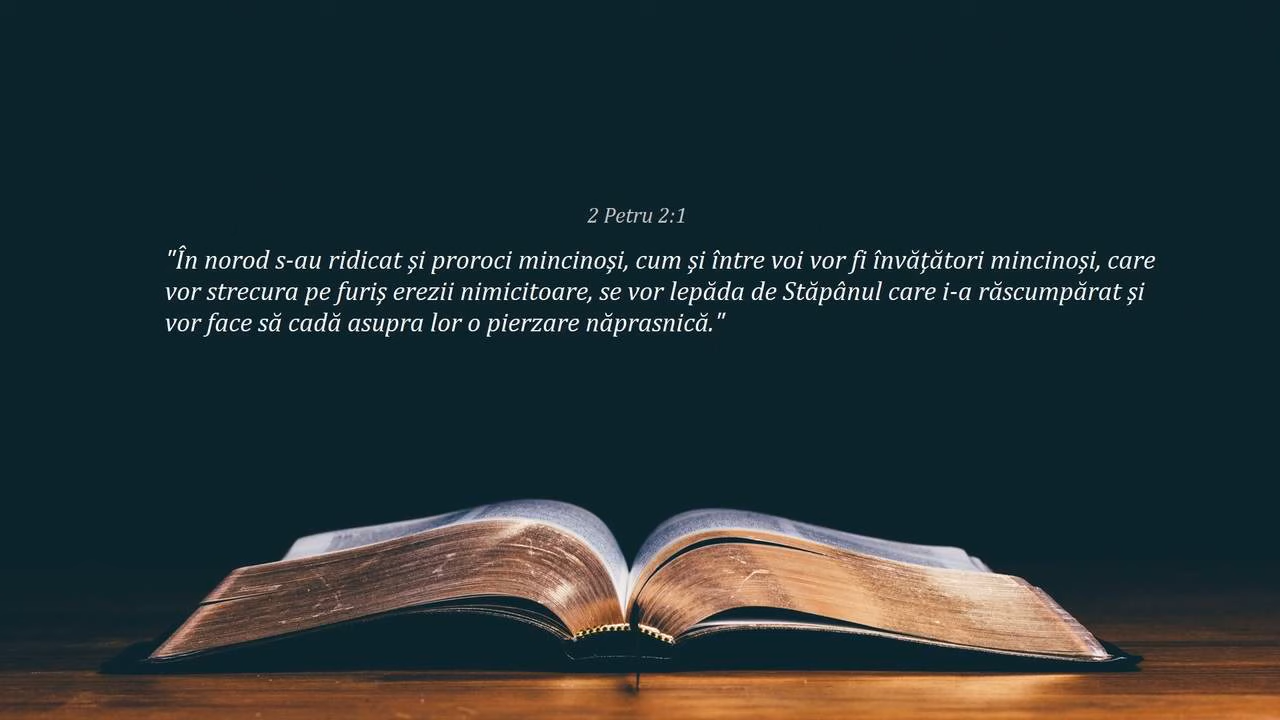 2 Petru 2:1
"În norod s-au ridicat şi proroci mincinoşi, cum şi între voi vor fi învăţători mincinoşi, care
vor strecura pe furiş erezii nimicitoare, se vor lepăda de Stăpânul care i-a răscumpărat şi
vor face să cadă asupra lor o pierzare năprasnică."